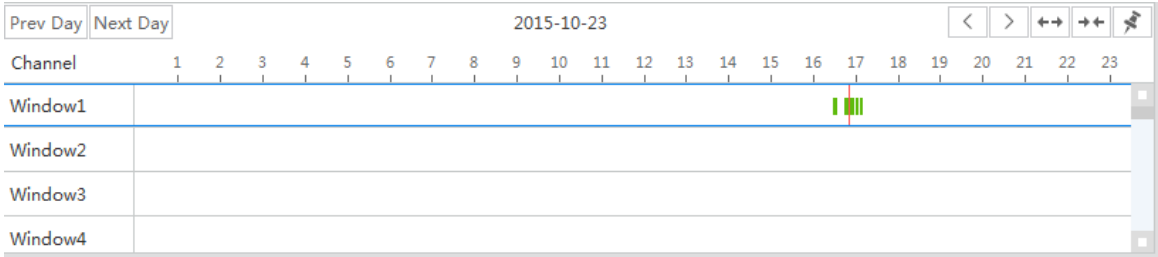 Prev Day Next Day 2015-10-23
Channel 1 2 3 4 5 6 7 8 9 10 11 12 13 14 15 16 17 18 19 20 21 22 23
Window1
Window2
Window3
Window4